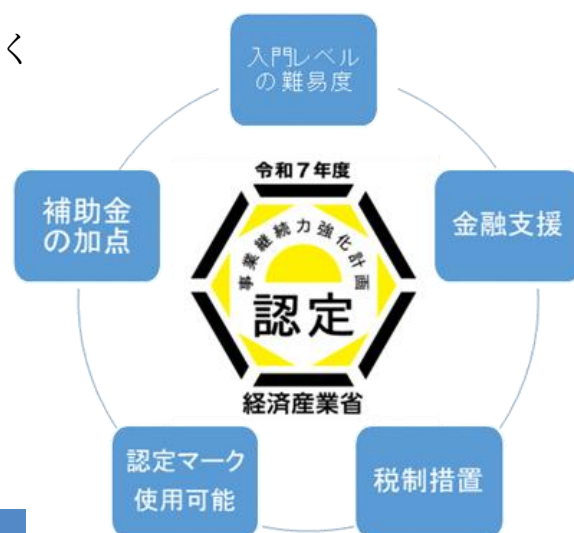 く
入門レベル
の難易度
補助金
の加点
令和7年度
事業継続力強化計画
認定
経済産業省
金融支援
認定マーク
使用可能
税制措置